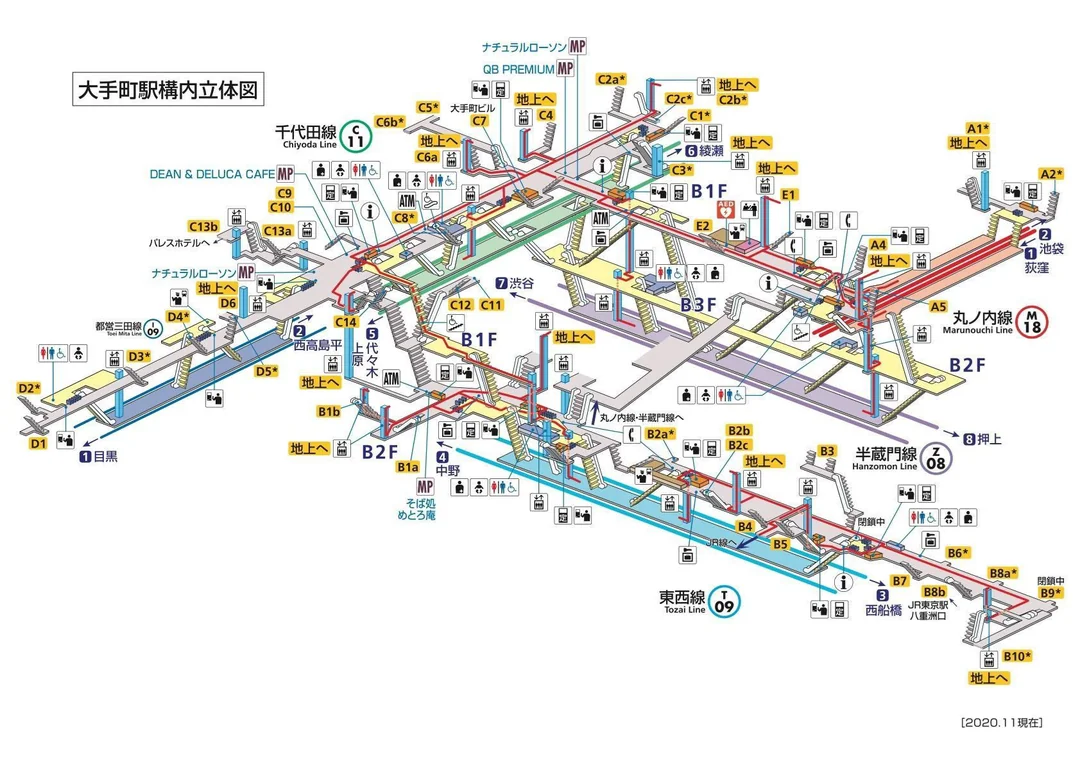 大手町駅構内立体図
ナチュラルローソン MP
QB PREMIUM MP
千代田線
Chiyoda Line
C
11
大手町ビル
C5*
C6b*
C7
地上へ
C4
地上へ
C6a
C2a*
地上へ
C2c*
C2b*
C1*
地上へ
6 綾瀬
C3*
B1F
地上へ
E1
AED
E2
A1*
地上へ
A2*
2
池袋
1
荻窪
A4
地上へ
A5
丸ノ内線
Marunouchi Line
M
18
DEAN & DELUCA CAFE MP
C9
C10
ATM
C8*
ATM
C13b
C13a
パレスホテルへ
ナチュラルローソン MP
地上へ
D6
D4*
都営三田線
Toei Mita Line
I
09
2
西高島平
C14
5
代々木上原
C12
C11
7 渋谷
B3F
B1F
地上へ
B2F
D3*
D5*
D2*
D1
1 目黒
地上へ
ATM
B1b
地上へ
B2F
B1a
4
中野
MP
そば処
めとろ庵
丸ノ内線・半蔵門線へ
8 押上
半蔵門線
Hanzomon Line
Z
08
B2a*
B2b
B2c
地上へ
B3
閉鎖中
B4
B5
JR線へ
東西線
Tozai Line
T
09
3
西船橋
B7
B6*
B8a*
B8b
JR東京駅
八重洲口
閉鎖中
B9*
B10*
地上へ
[2020.11現在]